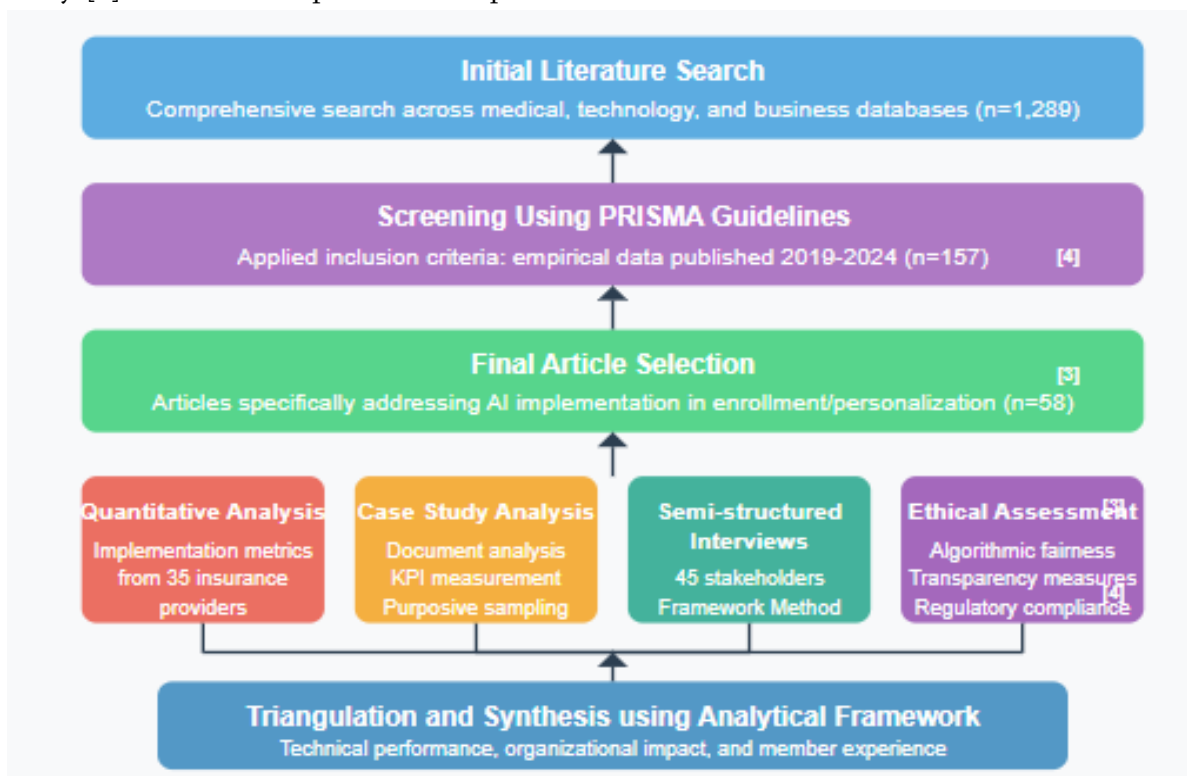 Initial Literature Search
Comprehensive search across medical, technology, and business databases (n=1,289)
Screening Using PRISMA Guidelines
Applied inclusion criteria: empirical data published 2019-2024 (n=157) [4]
Final Article Selection
[3]
Articles specifically addressing AI implementation in enrollment/personalization (n=58)
Quantitative Analysis
Implementation metrics
from 35 insurance
providers
Case Study Analysis
Document analysis
KPI measurement
Purposive sampling
Semi-structured
Interviews
45 stakeholders
Framework Method
Ethical Assessment
Algorithmic fairness
Transparency measures
[4]
Regulatory compliance
Triangulation and Synthesis using Analytical Framework
Technical performance, organizational impact, and member experience